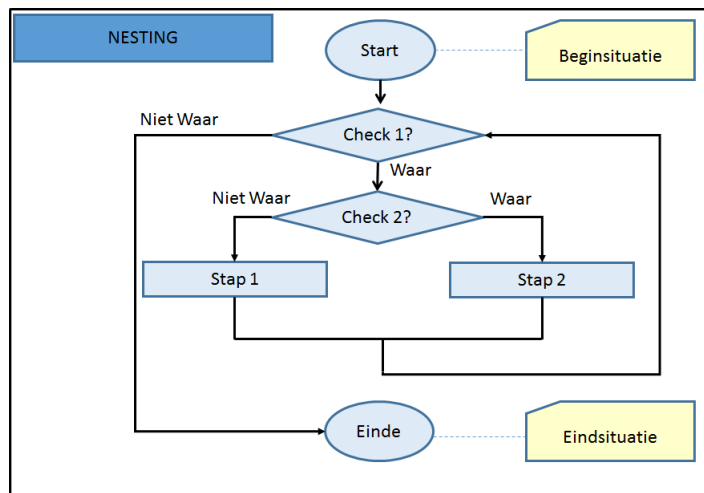 NESTING
Start
Beginsituatie
Niet Waar
Check 1?
Waar
Niet Waar
Check 2?
Waar
Stap 1
Stap 2
Einde
Eindsituatie